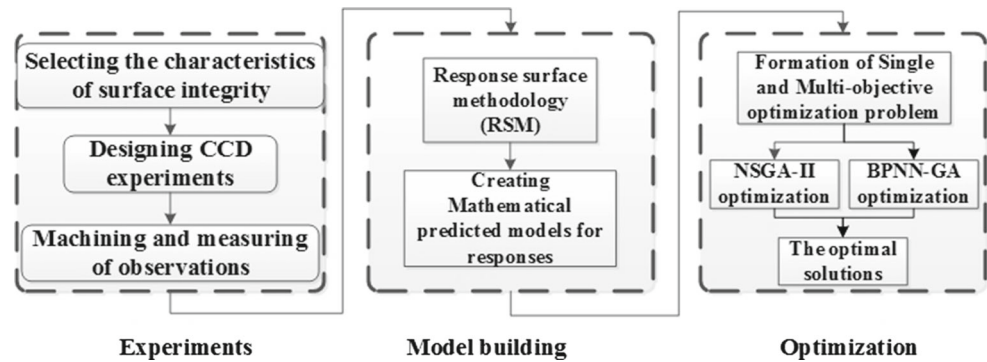 Selecting the characteristics
of surface integrity
Designing CCD
experiments
Machining and measuring
of observations
Experiments
Response surface
methodology
(RSM)
Creating
Mathematical
predicted models for
responses
Model building
Formation of Single
and Multi-objective
optimization problem
NSGA-II
optimization
BPNN-GA
optimization
The optimal
solutions
Optimization